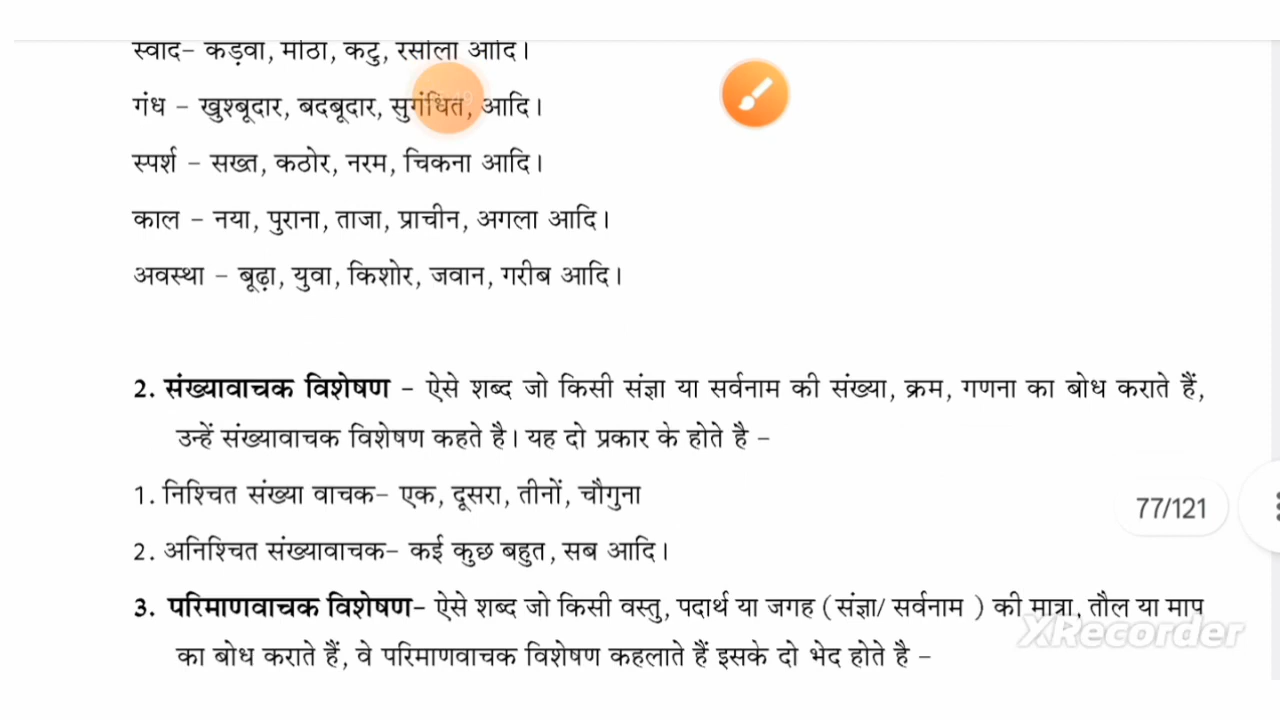 स्वाद- कड़वा, मीठा, कटु, रसीला आदि।
गंध - खुश्बूदार, बदबूदार, सुगंधित, आदि।
स्पर्श - सख्त, कठोर, नरम, चिकना आदि।
काल - नया, पुराना, ताजा, प्राचीन, अगला आदि।
अवस्था - बूढ़ा, युवा, किशोर, जवान, गरीब आदि।
2. संख्यावाचक विशेषण - ऐसे शब्द जो किसी संज्ञा या सर्वनाम की संख्या, क्रम, गणना का बोध कराते हैं,
उन्हें संख्यावाचक विशेषण कहते है। यह दो प्रकार के होते है -
1. निश्चित संख्या वाचक- एक, दूसरा, तीनों, चौगुना
77/121
2. अनिश्चित संख्यावाचक- कई कुछ बहुत, सब आदि।
3. परिमाणवाचक विशेषण- ऐसे शब्द जो किसी वस्तु, पदार्थ या जगह (संज्ञा/ सर्वनाम ) की मात्रा, तौल या माप
XRecorder
का बोध कराते हैं, वे परिमाणवाचक विशेषण कहलाते हैं इसके दो भेद होते है -